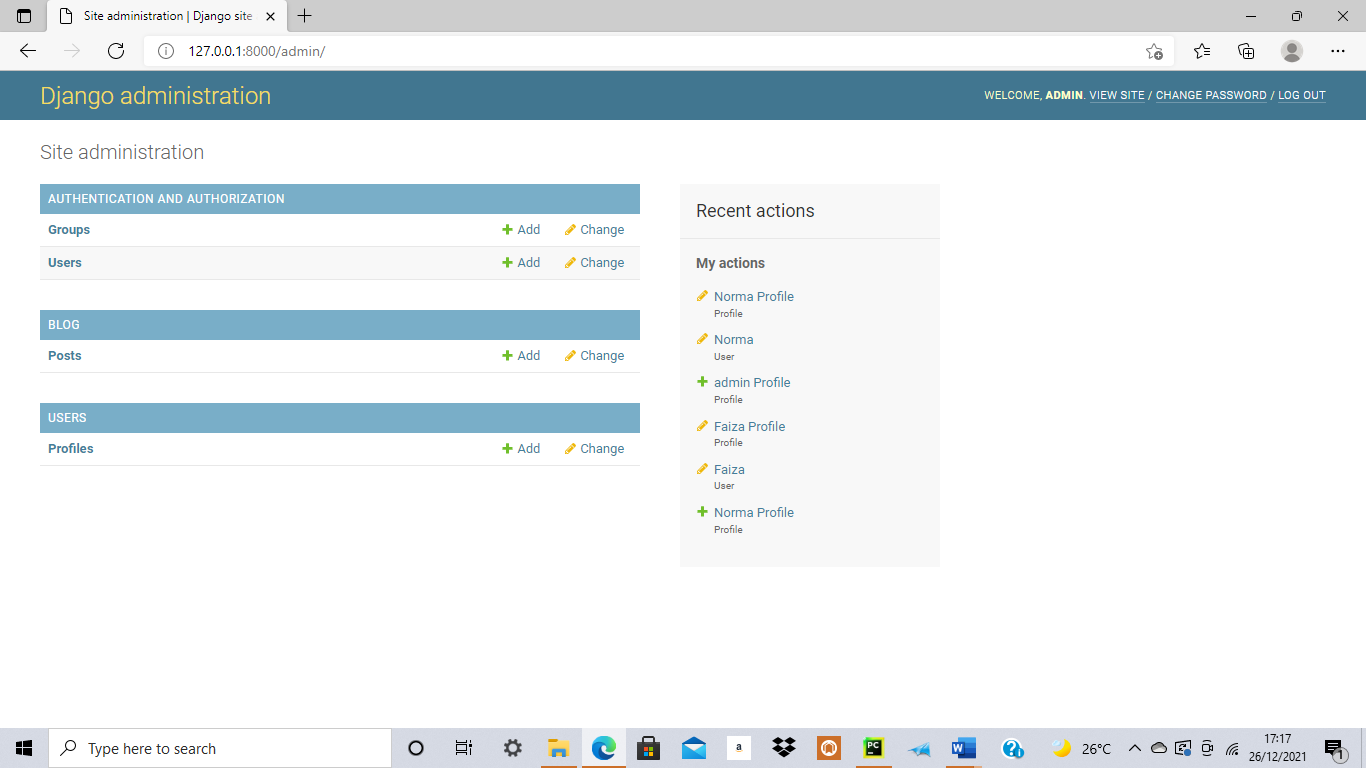 Site administration | Django site
127.0.0.1:8000/admin/
Django administration
WELCOME, ADMIN. VIEW SITE / CHANGE PASSWORD / LOG OUT
Site administration
AUTHENTICATION AND AUTHORIZATION
Groups Add Change
Users Add Change
BLOG
Posts Add Change
USERS
Profiles Add Change
Recent actions
My actions
Norma Profile
Profile
Norma
User
admin Profile
Profile
Faiza Profile
Profile
Faiza
User
Norma Profile
Profile
Type here to search
a
PC
W
26°C
17:17
26/12/2021
1